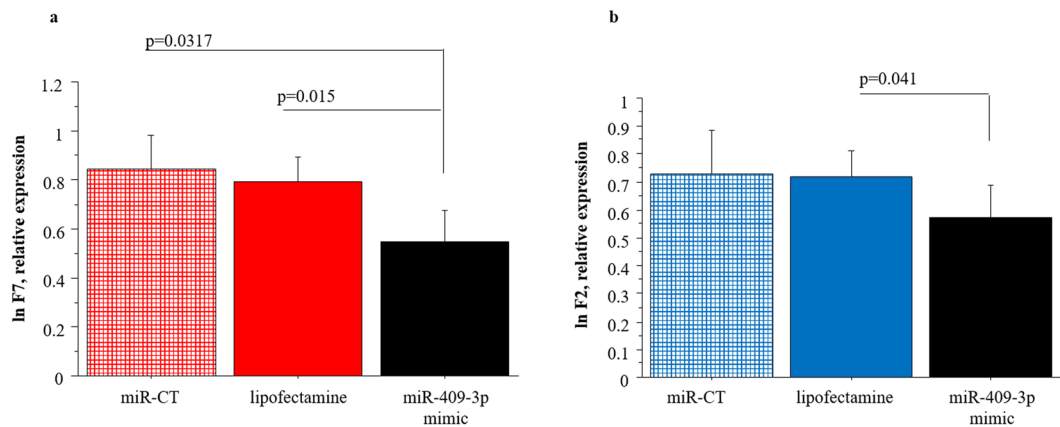 a
p=0.0317
p=0.015
ln F7, relative expression
1.2
1
0.8
0.6
0.4
0.2
0
miR-CT
lipofectamine
miR-409-3p
mimic
b
p=0.041
ln F2, relative expression
1
0.9
0.8
0.7
0.6
0.5
0.4
0.3
0.2
0.1
0
miR-CT
lipofectamine
miR-409-3p
mimic